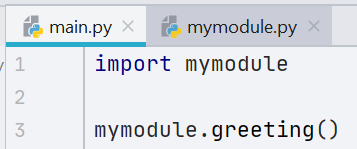 main.py mymodule.py
1 import mymodule
2
3 mymodule.greeting()